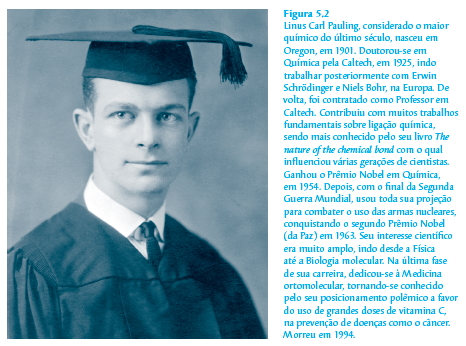 Figura 5.2
Linus Carl Pauling, considerado o maior
químico do último século, nasceu em
Oregon, em 1901. Doutorou-se em
Química pela Caltech, em 1925, indo
trabalhar posteriormente com Erwin
Schrödinger e Niels Bohr, na Europa. De
volta, foi contratado como Professor em
Caltech. Contribuiu com muitos trabalhos
fundamentais sobre ligação química,
sendo mais conhecido pelo seu livro The
nature of the chemical bond com o qual
influenciou várias gerações de cientistas.
Ganhou o Prêmio Nobel em Química,
em 1954. Depois, com o final da Segunda
Guerra Mundial, usou toda sua projeção
para combater o uso das armas nucleares,
conquistando o segundo Prêmio Nobel
(da Paz) em 1963. Seu interesse científico
era muito amplo, indo desde a Física
até a Biologia molecular. Na última fase
de sua carreira, dedicou-se à Medicina
ortomolecular, tornando-se conhecido
pelo seu posicionamento polêmico a favor
do uso de grandes doses de vitamina C,
na prevenção de doenças como o câncer.
Morreu em 1994.